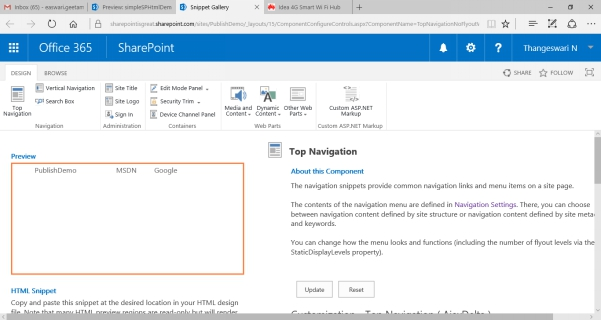 Inbox (65) - easwari.geetam
Preview: simpleSPHtmlDem
Snippet Gallery
Idea 4G Smart Wi Fi Hub
sharepointisgreat.sharepoint.com/sites/PublishDemo/_layouts/15/ComponentConfigureControls.aspx?ComponentName=TopNavigationNoFlyoutS
Office 365
SharePoint
Thangeswari N
DESIGN
BROWSE
SHARE
FOLLOW
Top Navigation
Vertical Navigation
Search Box
Navigation
Site Title
Site Logo
Sign In
Administration
Edit Mode Panel
Security Trim
Device Channel Panel
Containers
Media and Content
Dynamic Content
Other Web Parts
Web Parts
Custom ASP.NET Markup
Custom ASP.NET Markup
Preview
PublishDemo MSDN Google
HTML Snippet
Copy and paste this snippet at the desired location in your HTML design
file. Note that many HTML preview regions are read-only but will render
Top Navigation
About this Component
The navigation snippets provide common navigation links and menu items on a site page.
The contents of the navigation menu are defined in Navigation Settings. There, you can choose
between navigation content defined by site structure or navigation content defined by site meta
and keywords.
You can change how the menu looks and functions (including the number of flyout levels via the
StaticDisplayLevels property).
Update
Reset
Customization - Top Navigation ( AjaxDelta )